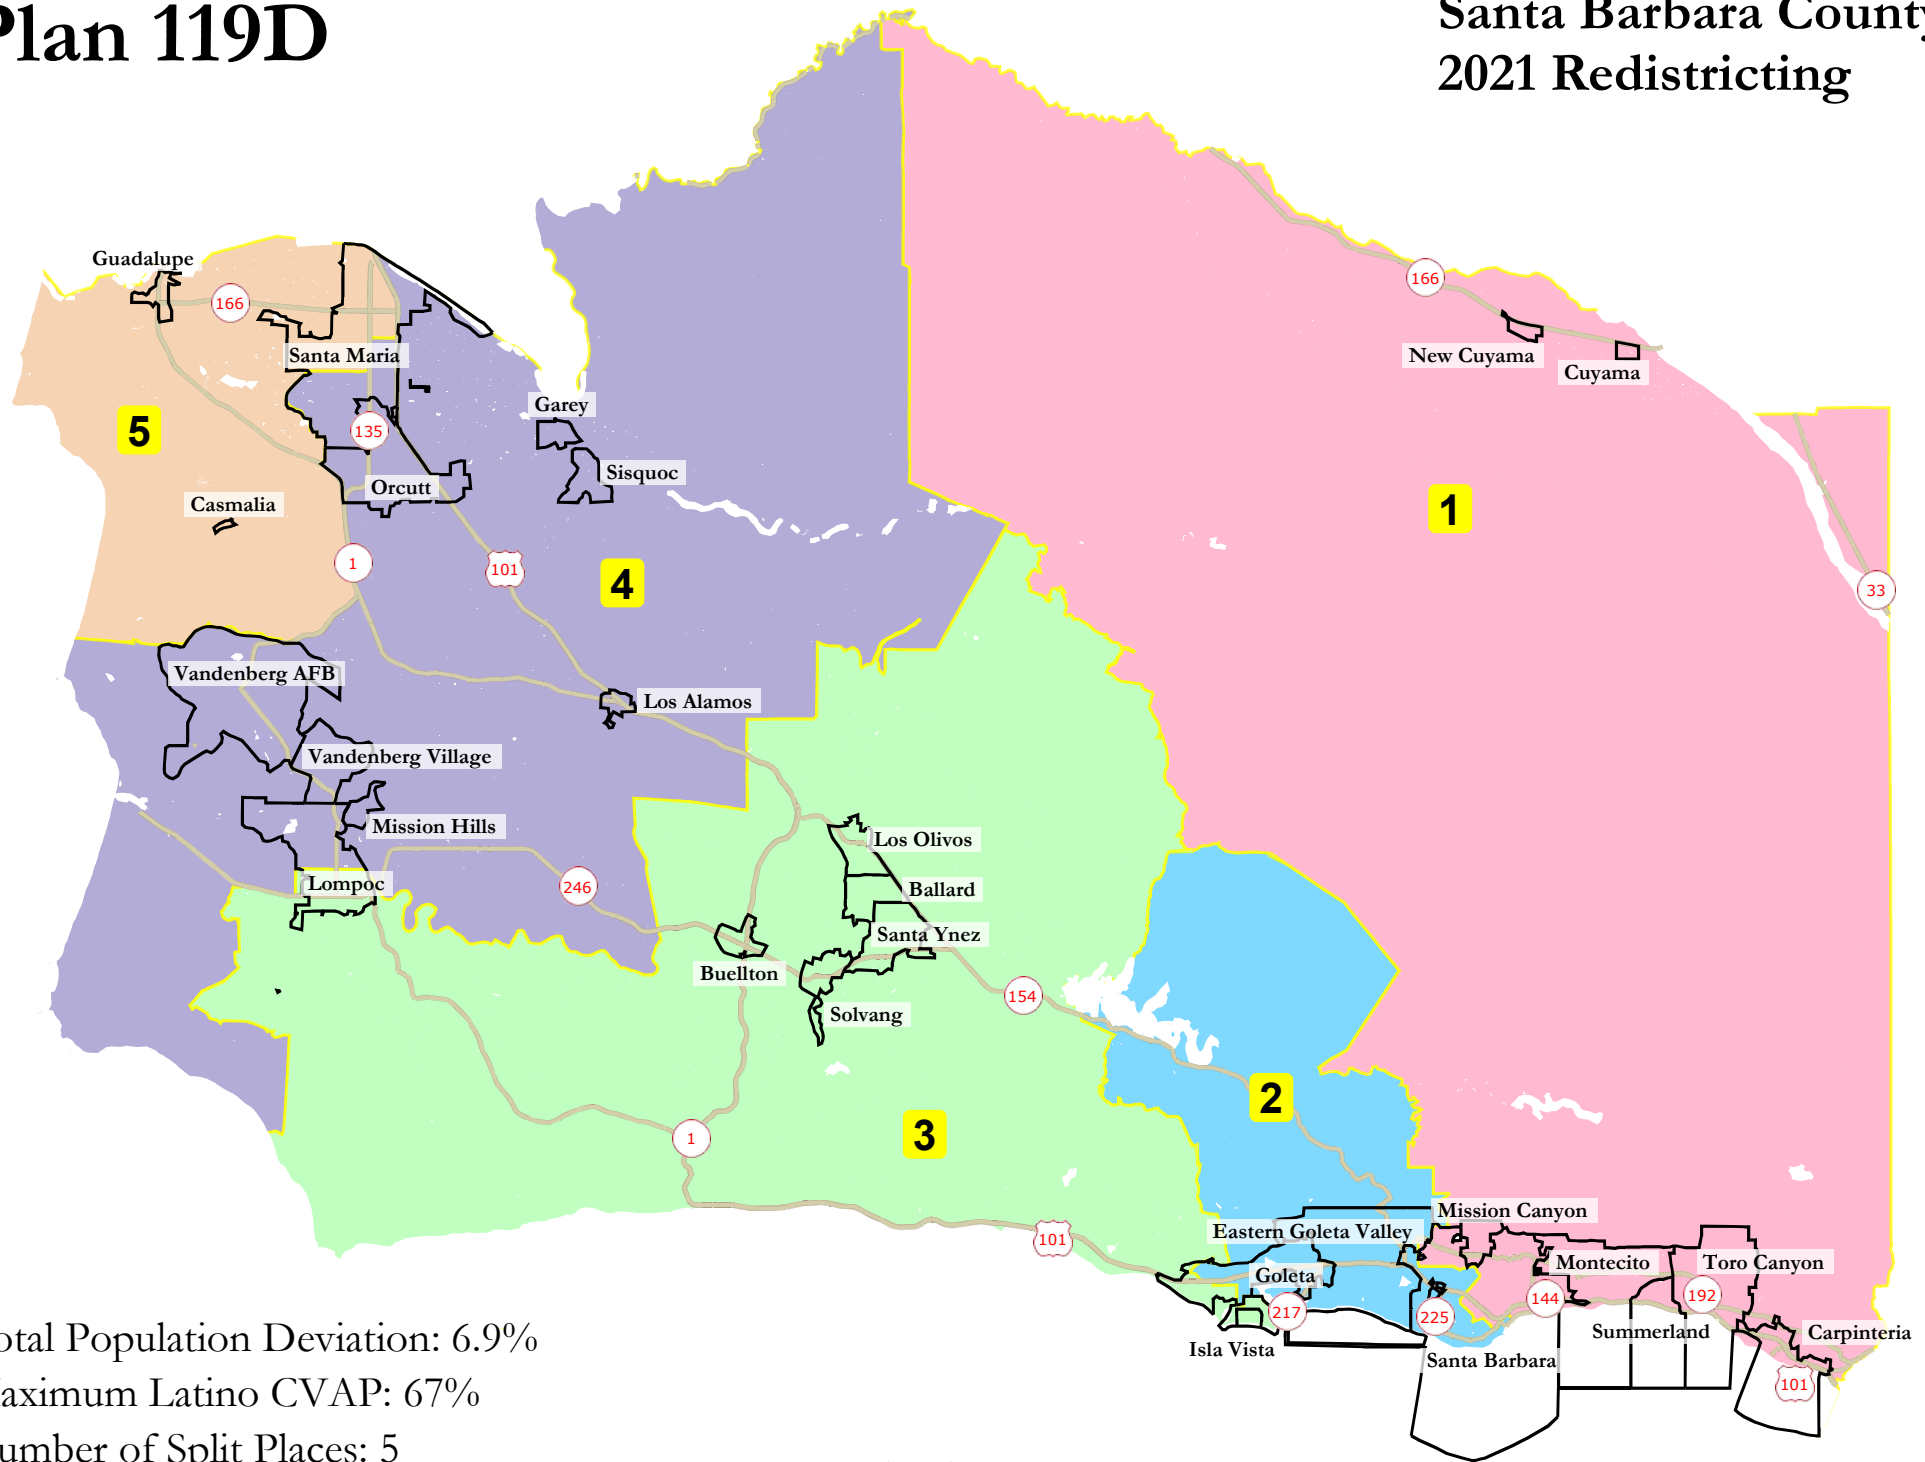 Plan 119D
Santa Barbara County
2021 Redistricting
Guadalupe
166
166
Santa Maria
New Cuyama
Cuyama
5
135
Garey
Sisquoc
Orcutt
Casmalia
1
1
101
4
33
Vandenberg AFB
Los Alamos
Vandenberg Village
Mission Hills
Los Olivos
Lompoc
246
Ballard
Santa Ynez
Buellton
154
Solvang
2
3
1
Mission Canyon
101
Eastern Goleta Valley
Montecito
Toro Canyon
Goleta
217
225
144
192
Isla Vista
Summerland
Carpinteria
Santa Barbara
101
otal Population Deviation: 6.9%
aximum Latino CVAP: 67%
umber of Split Places: 5